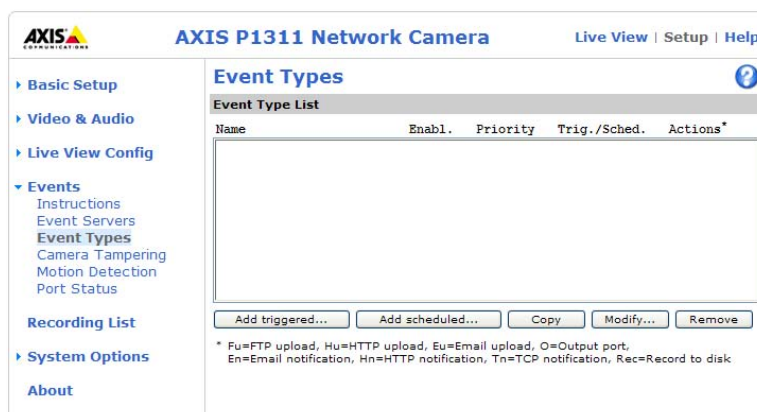 AXIS
COMMUNICATIONS
AXIS P1311 Network Camera
Live View | Setup | Help
Basic Setup
Video & Audio
Live View Config
Events
Instructions
Event Servers
Event Types
Camera Tampering
Motion Detection
Port Status
Recording List
System Options
About
Event Types
?
Event Type List
Name Enabl. Priority Trig./Sched. Actions*
Add triggered... Add scheduled... Copy Modify... Remove
* Fu=FTP upload, Hu=HTTP upload, Eu=Email upload, O=Output port,
En=Email notification, Hn=HTTP notification, Tn=TCP notification, Rec=Record to disk